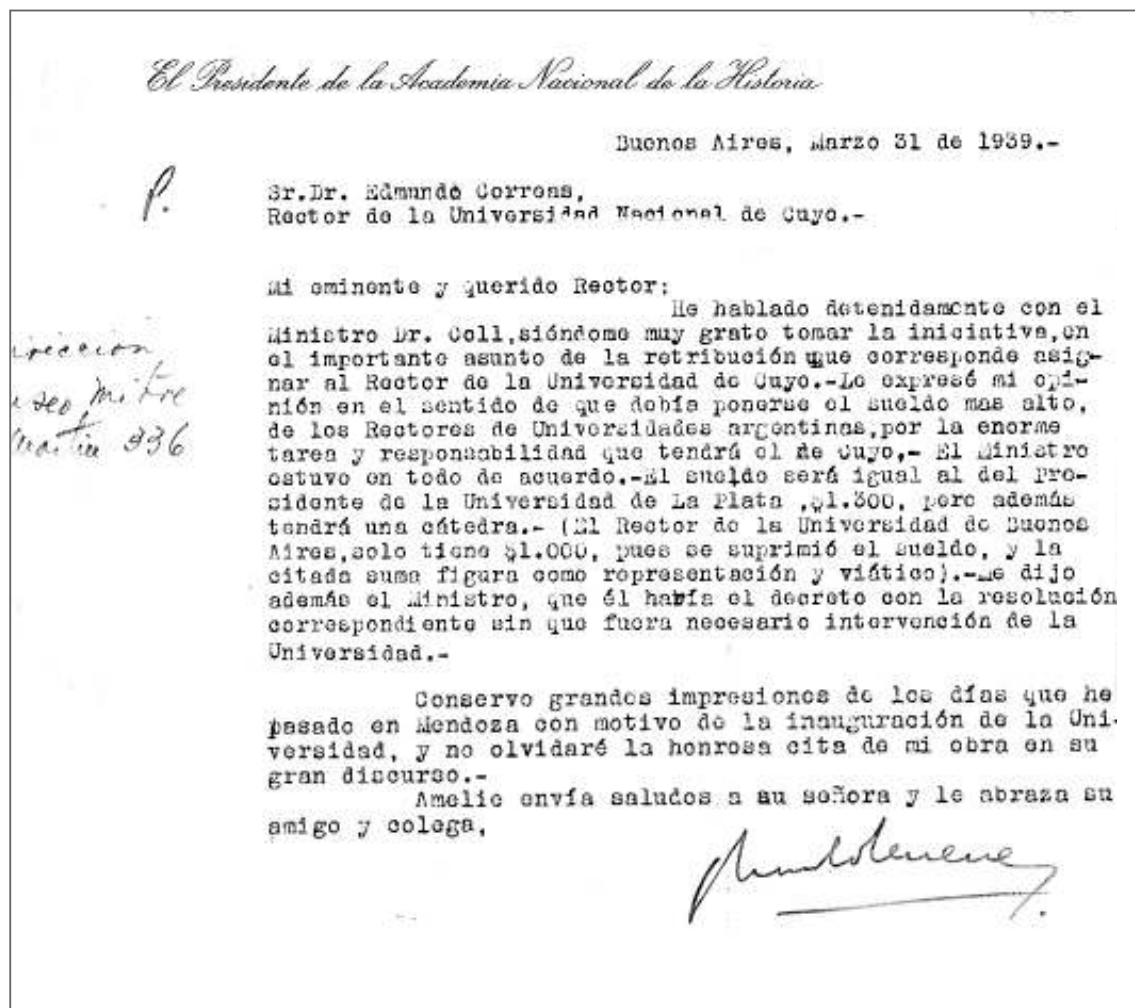 El Presidente de la Academia Nacional de la Historia
Buenos Aires, Marzo 31 de 1939.-
P.
Sr.Dr. Edmundo Correas,
Rector de la Universidad Nacional de Cuyo.-
Mi eminente y querido Rector:
He hablado detenidamente con el
Ministro Dr. Coll,siéndome muy grato tomar la iniciativa,en
el importante asunto de la retribución que corresponde asig-
nar al Rector de la Universidad de Cuyo.-Le expresé mi opi-
nión en el sentido de que debía ponerse el sueldo mas alto,
de los Rectores de Universidades argentinas,por la enorme
tarea y responsabilidad que tendrá el de Cuyo,- El Ministro
estuvo en todo de acuerdo.-El sueldo será igual al del Pre-
sidente de la Universidad de La Plata ,$1.300, pero además
tendrá una cátedra.- (El Rector de la Universidad de Buenos
Aires,solo tiene $1.000, pues se suprimió el sueldo, y la
citada suma figura como representación y viático).-Me dijo
además el Ministro, que él haría el decreto con la resolución
correspondiente sin que fuera necesario intervención de la
Universidad.-
Conservo grandes impresiones de los días que he
pasado en Mendoza con motivo de la inauguración de la Uni-
versidad, y no olvidaré la honrosa cita de mi obra en su
gran discurso.-
Amelie envía saludos a su señora y le abraza su
amigo y colega,
ireccion
useo Mitre
Martin 336